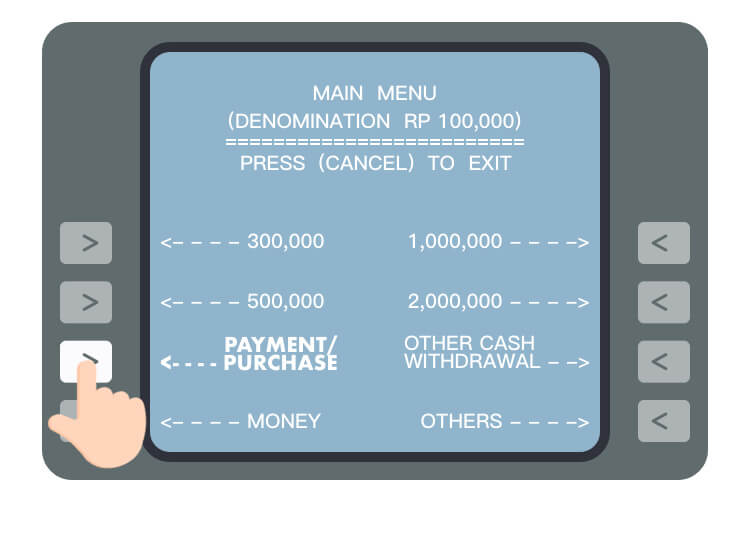 MAIN MENU
(DENOMINATION RP 100,000)
=========================
PRESS (CANCEL) TO EXIT
<- - - - 300,000 1,000,000 - - - ->
<- - - - 500,000 2,000,000 - - - ->
PAYMENT/ OTHER CASH
<- - - - PURCHASE WITHDRAWAL - ->
<- - - - MONEY OTHERS - - - ->